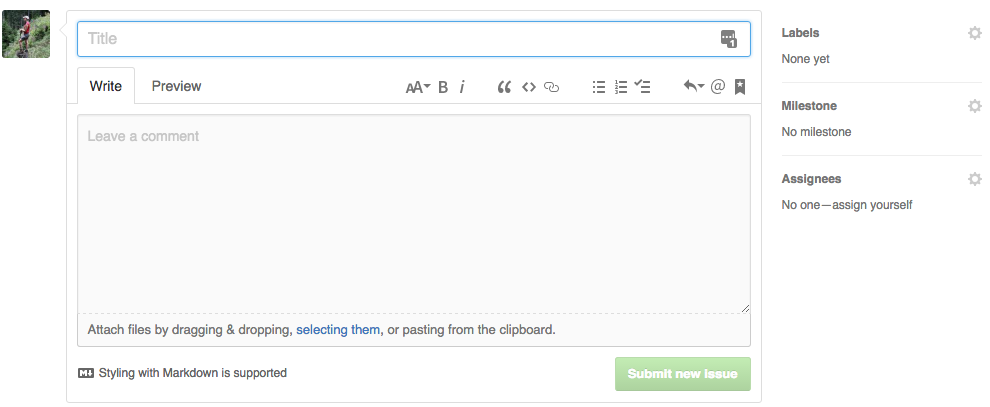 Title
1
Write Preview AA B i @
Leave a comment
Attach files by dragging & dropping, selecting them, or pasting from the clipboard.
M↓ Styling with Markdown is supported
Submit new issue
Labels
None yet
Milestone
No milestone
Assignees
No one—assign yourself